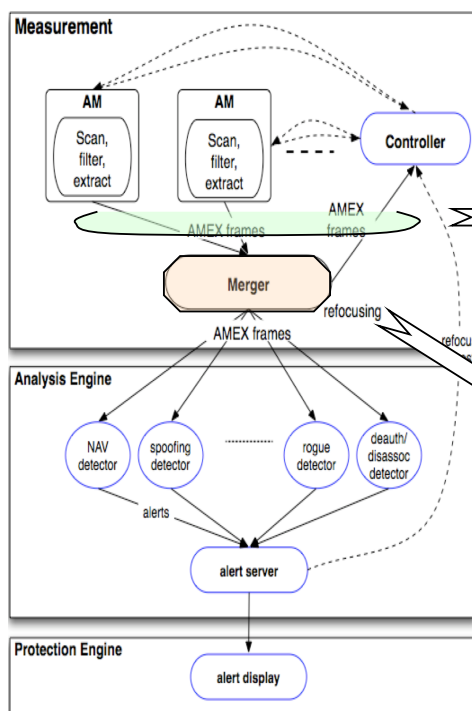 Measurement
AM
AM
Scan,
filter,
extract
Scan,
filter,
extract
Controller
AMEX
frames
AMEX frames
Merger
refocusing
AMEX frames
Analysis Engine
NAV
detector
spoofing
detector
rogue
detector
deauth/
disassoc
detector
alerts
alert server
Protection Engine
alert display